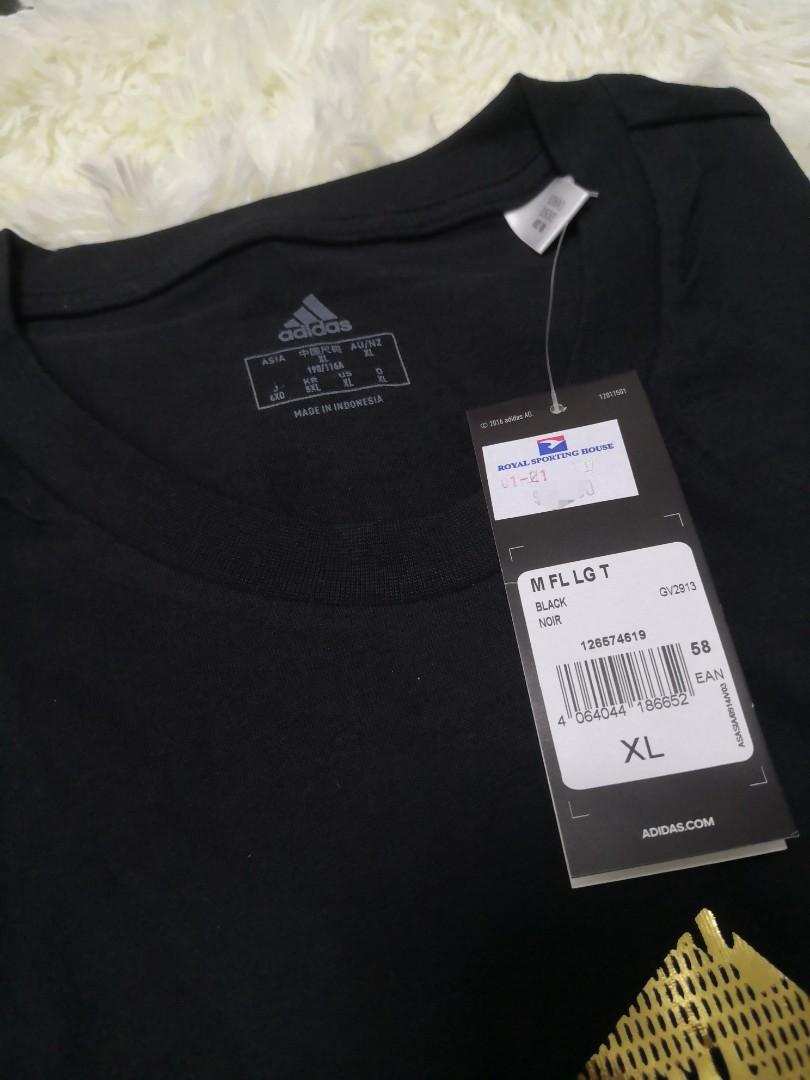 adidas
ASIA 中国尺码 AU/NZ
XL XL
190/116A
J KR US D
6XO 5XL XL XL
MADE IN INDONESIA
© 2016 adidas AG.
12011501
ROYAL SPORTING HOUSE
01-21
M FL LG T
BLACK
GV2913
NOIR
126574619
58
EAN
4 064044 186652
XL
ADIDAS.COM